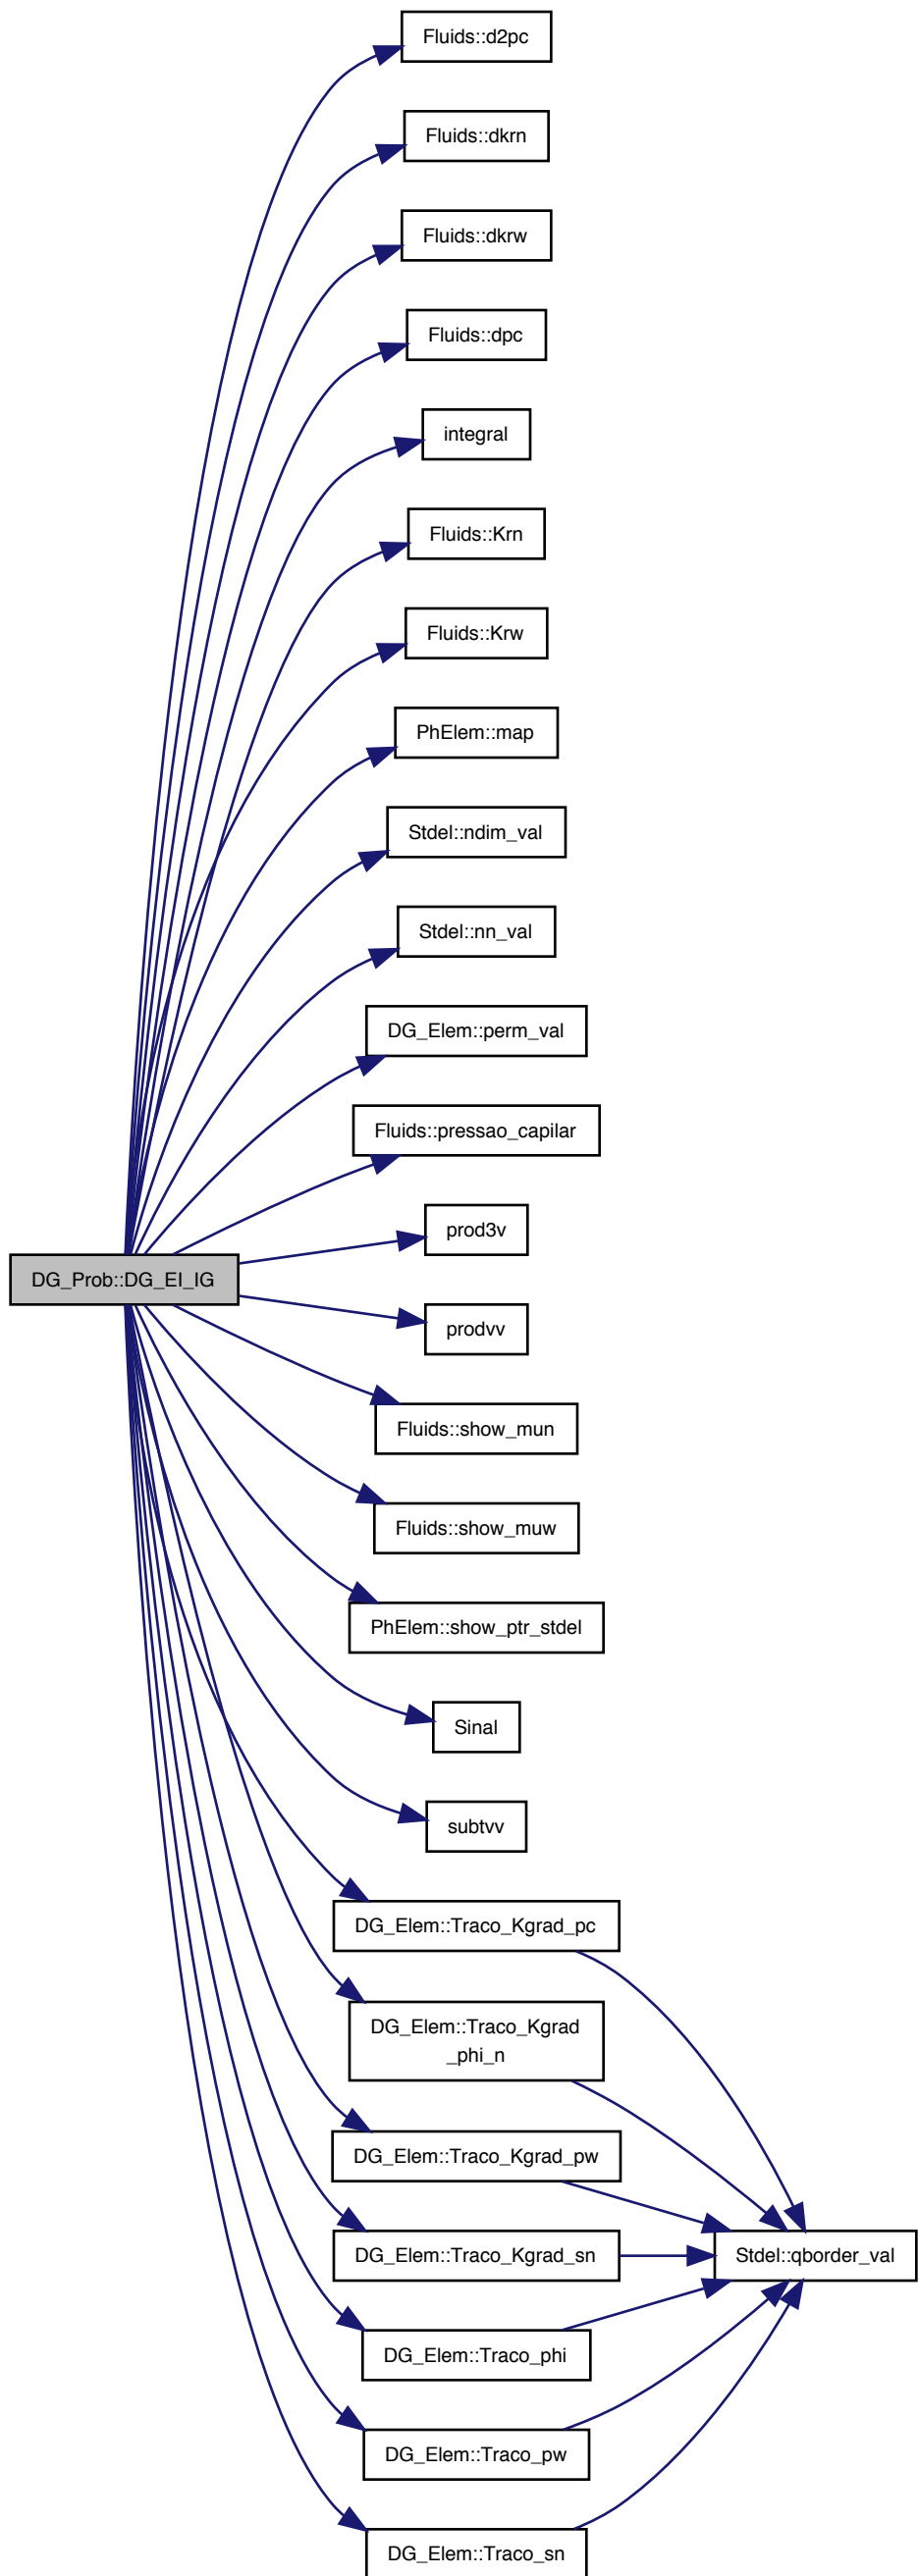 Fluids::d2pc
Fluids::dkrn
Fluids::dkrw
Fluids::dpc
integral
Fluids::Krn
Fluids::Krw
PhElem::map
Stdel::ndim_val
Stdel::nn_val
DG_Elem::perm_val
Fluids::pressao_capilar
prod3v
DG_Prob::DG_EI_IG
prodvv
Fluids::show_mun
Fluids::show_muw
PhElem::show_ptr_stdel
Sinal
subtvv
DG_Elem::Traco_Kgrad_pc
DG_Elem::Traco_Kgrad
_phi_n
DG_Elem::Traco_Kgrad_pw
DG_Elem::Traco_Kgrad_sn
Stdel::qborder_val
DG_Elem::Traco_phi
DG_Elem::Traco_pw
DG_Elem::Traco_sn